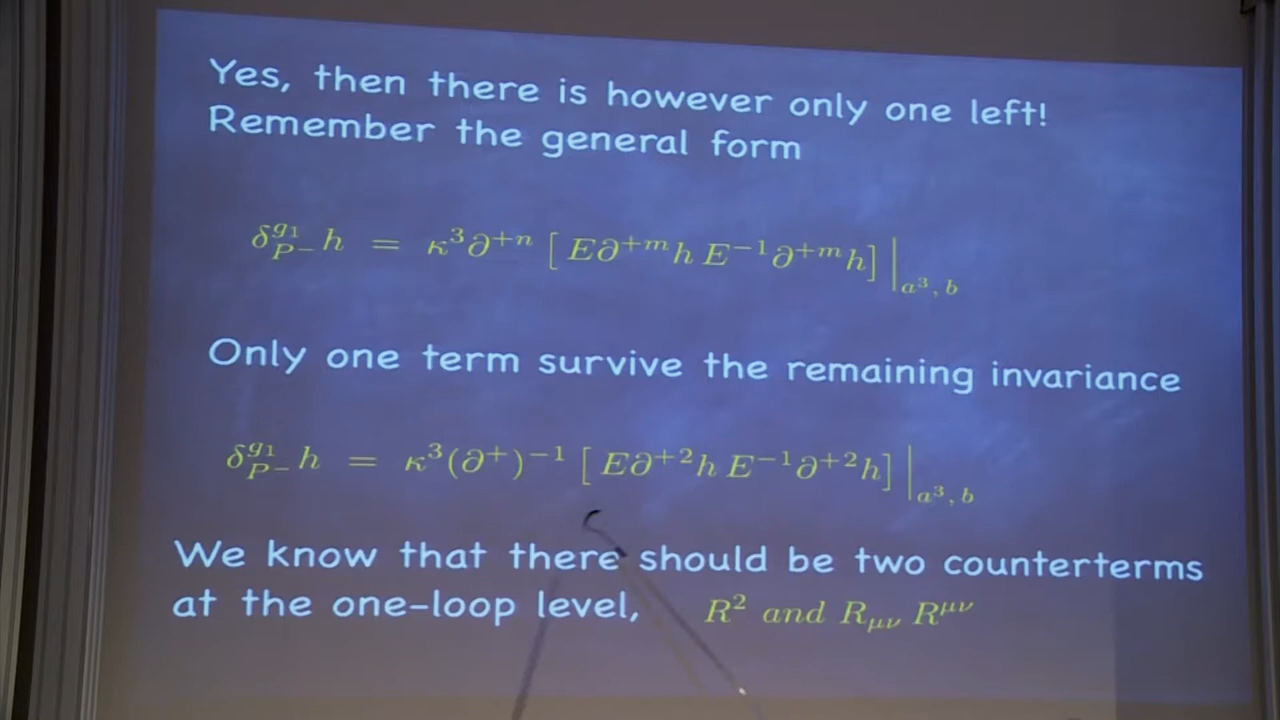 Yes, then there is however only one left!
Remember the general form
δ^{g_1}_{P^-} h = κ^3 ∂^{+n} [ E∂^{+m} h E^{-1} ∂^{+m} h ] |_{a^3, b}
Only one term survive the remaining invariance
δ^{g_1}_{P^-} h = κ^3 (∂^+)^{-1} [ E∂^{+2} h E^{-1} ∂^{+2} h ] |_{a^3, b}
We know that there should be two counterterms
at the one-loop level, R^2 and R_{μν} R^{μν}